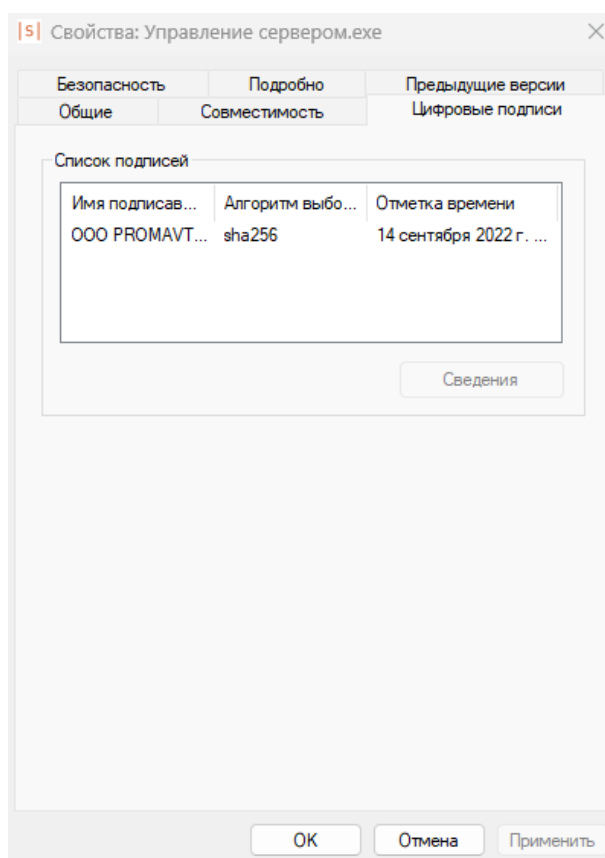 |S| Свойства: Управление сервером.exe
Безопасность Подробно Предыдущие версии
Общие Совместимость Цифровые подписи
Список подписей
Имя подписав... Алгоритм выбо... Отметка времени
ООО PROMAVT... sha256 14 сентября 2022 г. ...
Сведения
ОК Отмена Применить